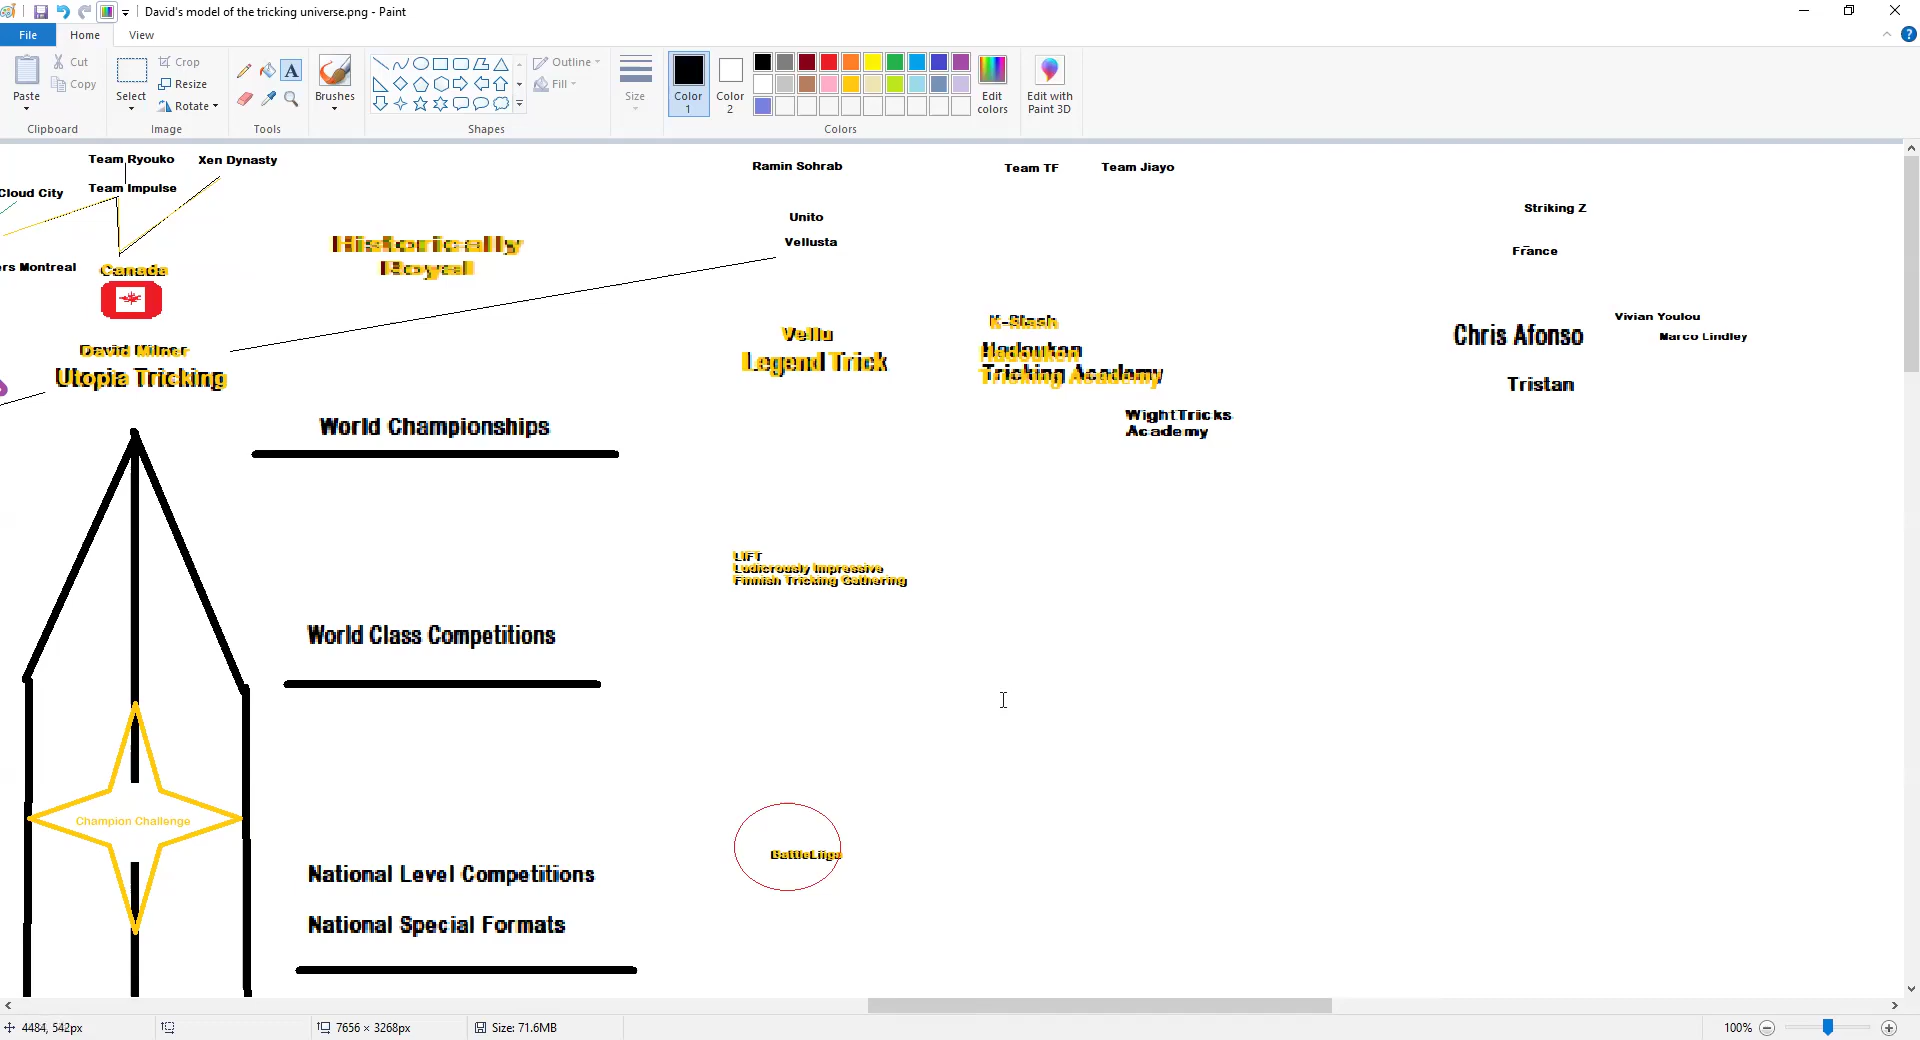 David's model of the tricking universe.png - Paint
File
Home
View
Paste
Cut
Copy
Clipboard
Select
Crop
Resize
Rotate
Image
A
Tools
Brushes
Outline
Fill
Shapes
Size
Color
1
Color
2
Edit
colors
Colors
Edit with
Paint 3D
Team Ryouko
Xen Dynasty
Cloud City
Team Impulse
ers Montreal
Canada
David Milner
Utopia Tricking
Historically
Royal
Ramin Sohrab
Unito
Vellusta
Vellu
Legend Trick
Team TF
Team Jiayo
K-Slash
Hadouken
Tricking Academy
WightTricks
Academy
Striking Z
France
Chris Afonso
Vivian Youlou
Marco Lindley
Tristan
World Championships
LIFT
Ludicrously Impressive
Finnish Tricking Gathering
World Class Competitions
Champion Challenge
BattleLiiga
National Level Competitions
National Special Formats
4484, 542px
7656 × 3268px
Size: 71.6MB
100%